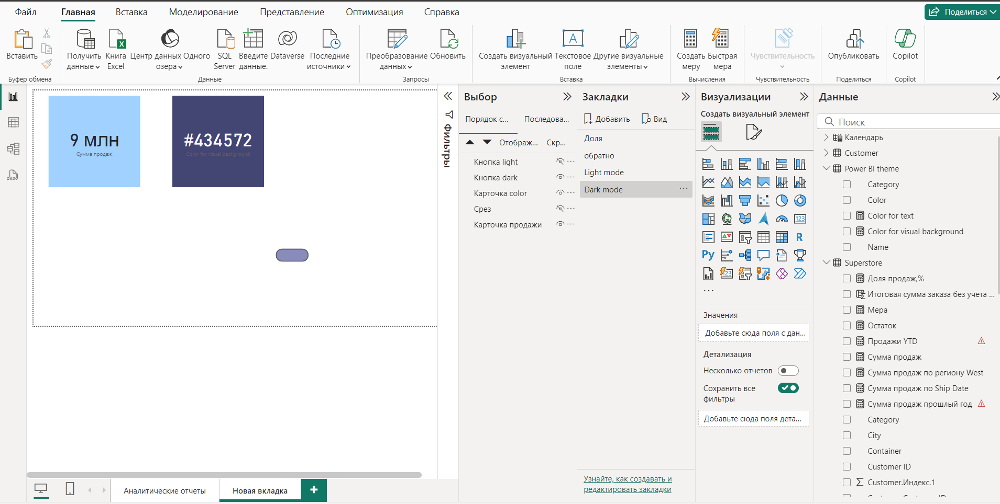 Файл Главная Вставка Моделирование Представление Оптимизация Справка
Поделиться
Вставить
Буфер обмена
Получить данные
Книга Excel
Центр данных Одного озера
SQL Server
Введите данные.
Dataverse
Последние источники
Данные
Преобразование данных
Обновить
Запросы
Создать визуальный элемент
Текстовое поле
Другие визуальные элементы
Вставка
Создать меру
Быстрая мера
Вычисления
Чувствительность
Чувствительность
Опубликовать
Поделиться
Copilot
Copilot
9 млн
Сумма продаж
#434572
Color for visual background
Фильтры
Выбор
Порядок с... Последова...
Отображ... Скр...
Кнопка light
Кнопка dark
Карточка color
Срез
Карточка продажи
Закладки
Добавить Вид
Доля
обратно
Light mode
Dark mode
Узнайте, как создавать и
редактировать закладки
Визуализации
Создать визуальный элемент
123
R
Py
123
...
Значения
Добавьте сюда поля с дан...
Детализация
Несколько отчетов
Сохранить все
фильтры
Добавьте сюда поля дета...
Данные
Поиск
Календарь
Customer
Power BI theme
Category
Color
Color for text
Color for visual background
Name
Superstore
Доля продаж,%
Итоговая сумма заказа без учета ...
Мера
Остаток
Продажи YTD
Сумма продаж
Сумма продаж по региону West
Сумма продаж по Ship Date
Сумма продаж прошлый год
Category
City
Container
Customer ID
Customer.Индекс.1
DAX
Аналитические отчеты
Новая вкладка
+